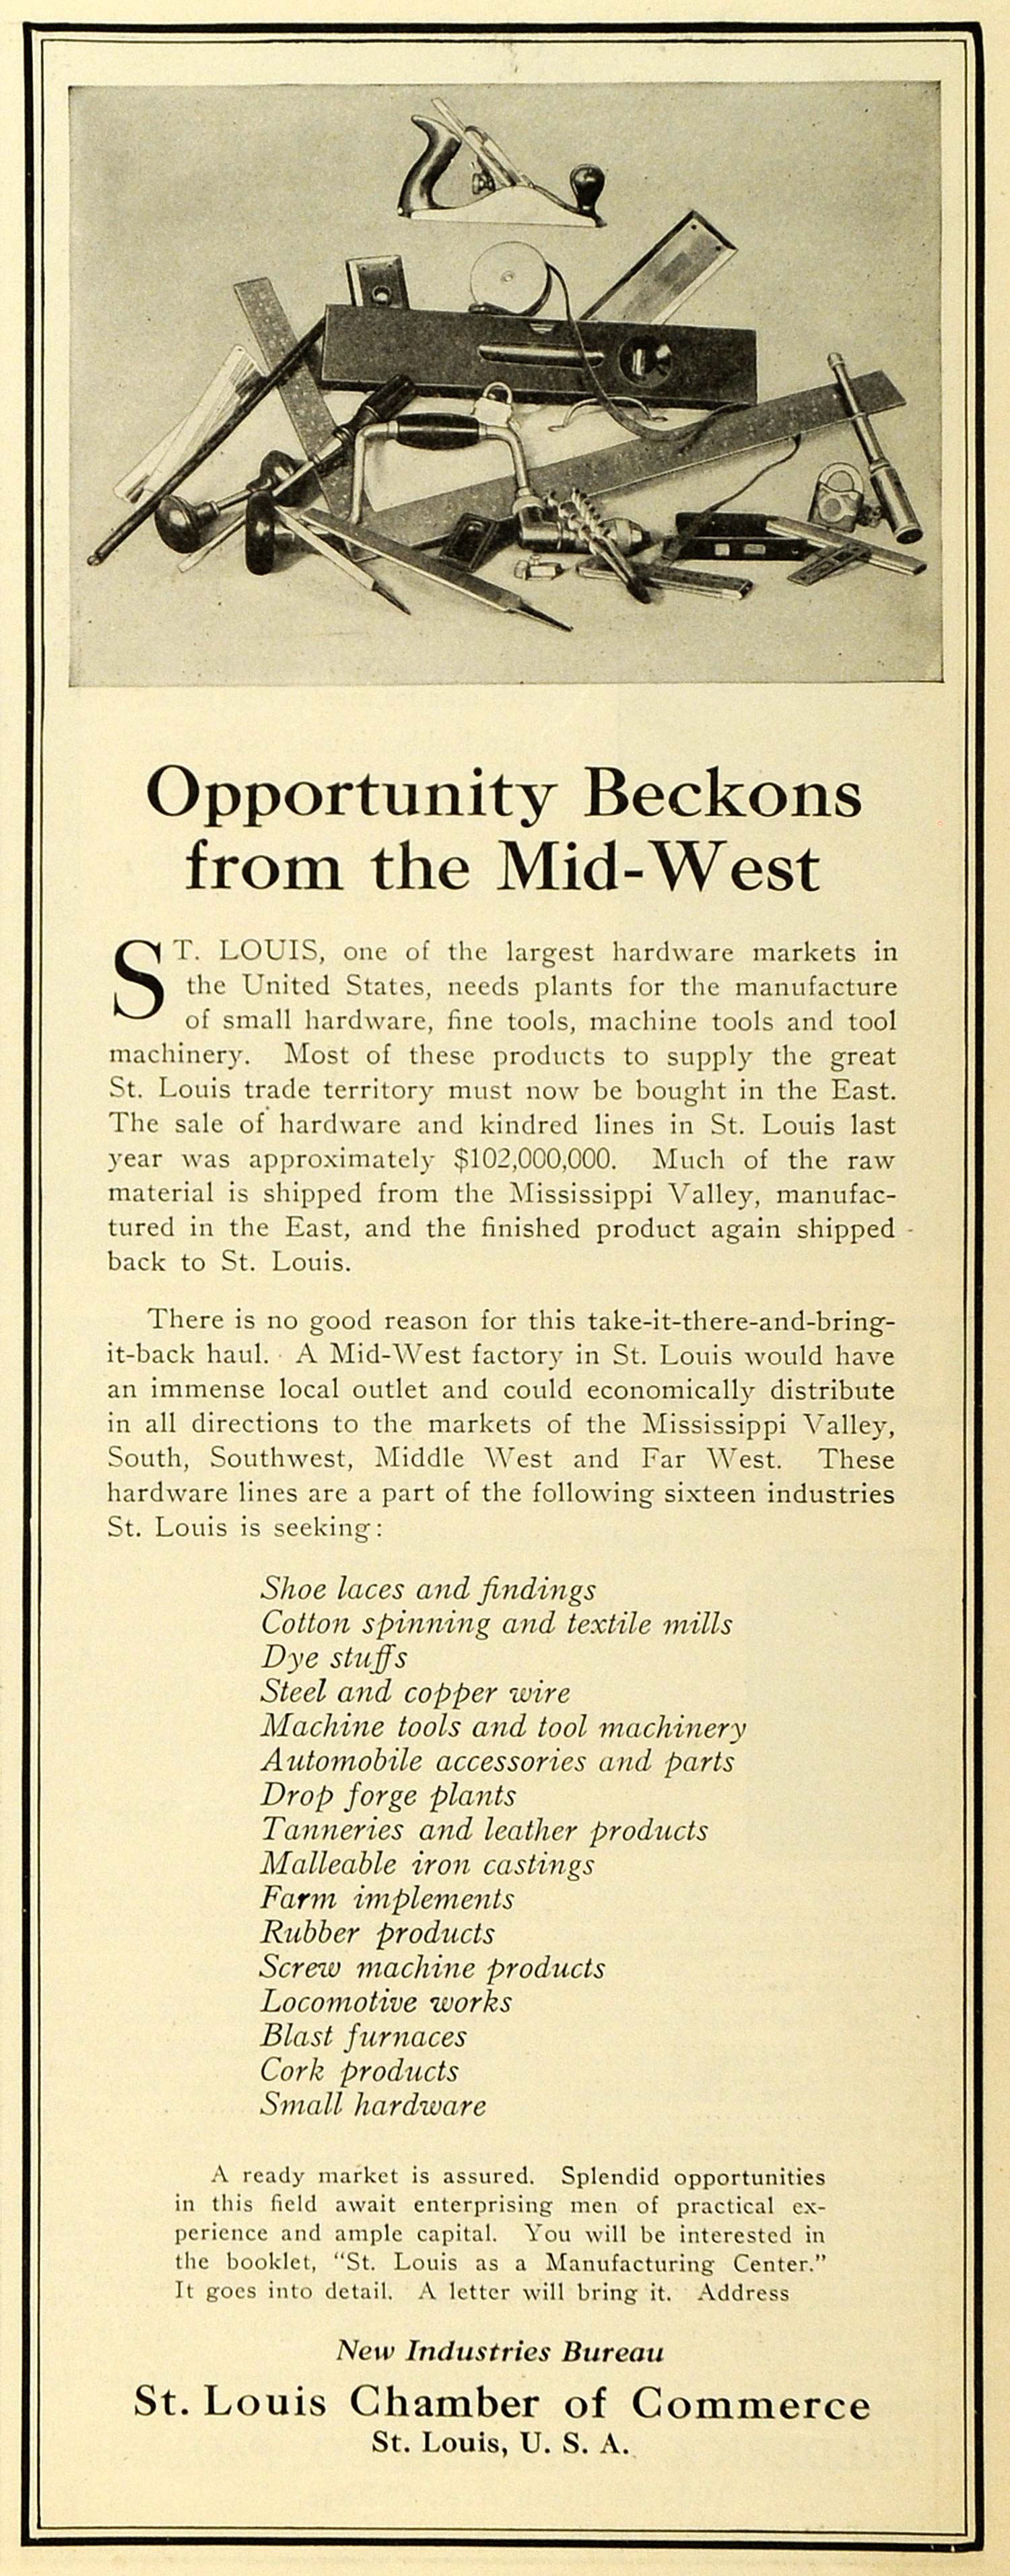 Opportunity Beckons
from the Mid-West
ST. LOUIS, one of the largest hardware markets in
the United States, needs plants for the manufacture
of small hardware, fine tools, machine tools and tool
machinery. Most of these products to supply the great
St. Louis trade territory must now be bought in the East.
The sale of hardware and kindred lines in St. Louis last
year was approximately $102,000,000. Much of the raw
material is shipped from the Mississippi Valley, manufac-
tured in the East, and the finished product again shipped
back to St. Louis.
There is no good reason for this take-it-there-and-bring-
it-back haul. A Mid-West factory in St. Louis would have
an immense local outlet and could economically distribute
in all directions to the markets of the Mississippi Valley,
South, Southwest, Middle West and Far West. These
hardware lines are a part of the following sixteen industries
St. Louis is seeking:
Shoe laces and findings
Cotton spinning and textile mills
Dye stuffs
Steel and copper wire
Machine tools and tool machinery
Automobile accessories and parts
Drop forge plants
Tanneries and leather products
Malleable iron castings
Farm implements
Rubber products
Screw machine products
Locomotive works
Blast furnaces
Cork products
Small hardware
A ready market is assured. Splendid opportunities
in this field await enterprising men of practical ex-
perience and ample capital. You will be interested in
the booklet, “St. Louis as a Manufacturing Center.”
It goes into detail. A letter will bring it. Address
New Industries Bureau
St. Louis Chamber of Commerce
St. Louis, U. S. A.